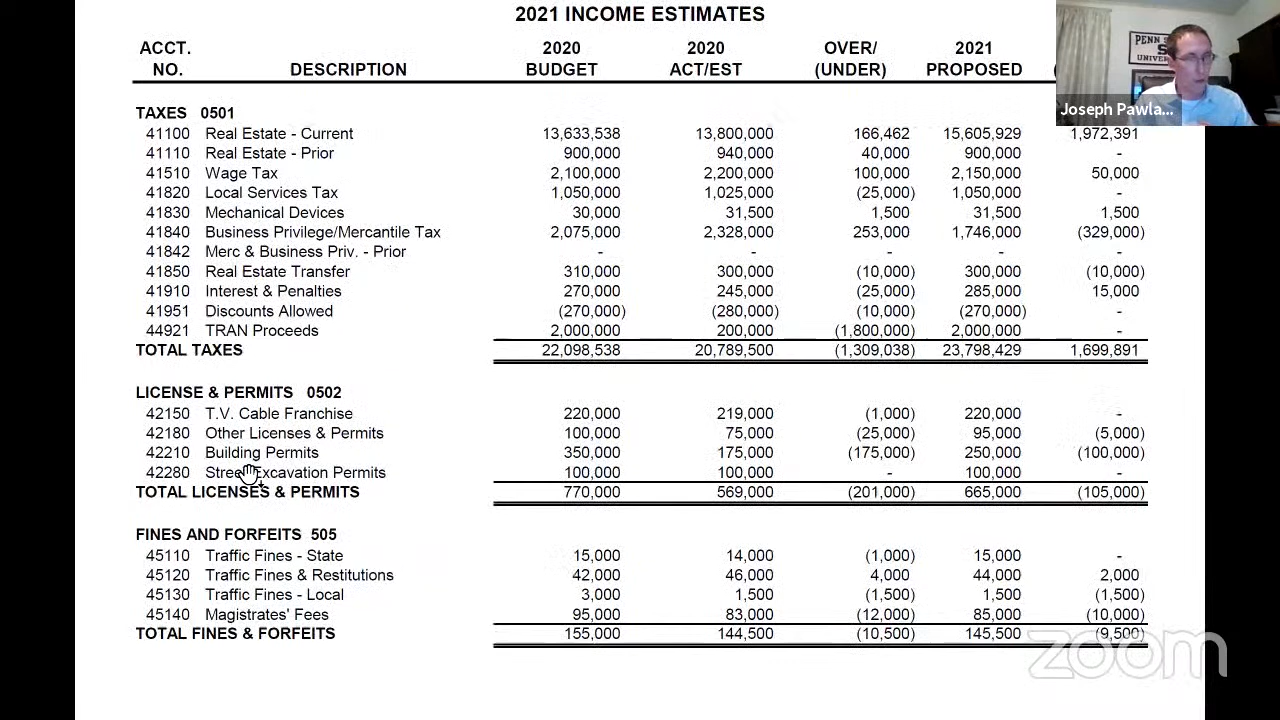 2021 INCOME ESTIMATES
ACCT. 2020 2020 OVER/ 2021
NO. DESCRIPTION BUDGET ACT/EST (UNDER) PROPOSED (
PENN
UNIVER
Joseph Pawla...
TAXES 0501
41100 Real Estate - Current 13,633,538 13,800,000 166,462 15,605,929 1,972,391
41110 Real Estate - Prior 900,000 940,000 40,000 900,000 -
41510 Wage Tax 2,100,000 2,200,000 100,000 2,150,000 50,000
41820 Local Services Tax 1,050,000 1,025,000 (25,000) 1,050,000 -
41830 Mechanical Devices 30,000 31,500 1,500 31,500 1,500
41840 Business Privilege/Mercantile Tax 2,075,000 2,328,000 253,000 1,746,000 (329,000)
41842 Merc & Business Priv. - Prior - - - - -
41850 Real Estate Transfer 310,000 300,000 (10,000) 300,000 (10,000)
41910 Interest & Penalties 270,000 245,000 (25,000) 285,000 15,000
41951 Discounts Allowed (270,000) (280,000) (10,000) (270,000) -
44921 TRAN Proceeds 2,000,000 200,000 (1,800,000) 2,000,000 -
TOTAL TAXES 22,098,538 20,789,500 (1,309,038) 23,798,429 1,699,891
LICENSE & PERMITS 0502
42150 T.V. Cable Franchise 220,000 219,000 (1,000) 220,000 -
42180 Other Licenses & Permits 100,000 75,000 (25,000) 95,000 (5,000)
42210 Building Permits 350,000 175,000 (175,000) 250,000 (100,000)
42280 Street Excavation Permits 100,000 100,000 - 100,000 -
TOTAL LICENSES & PERMITS 770,000 569,000 (201,000) 665,000 (105,000)
FINES AND FORFEITS 505
45110 Traffic Fines - State 15,000 14,000 (1,000) 15,000 -
45120 Traffic Fines & Restitutions 42,000 46,000 4,000 44,000 2,000
45130 Traffic Fines - Local 3,000 1,500 (1,500) 1,500 (1,500)
45140 Magistrates' Fees 95,000 83,000 (12,000) 85,000 (10,000)
TOTAL FINES & FORFEITS 155,000 144,500 (10,500) 145,500 (9,500)
zoom